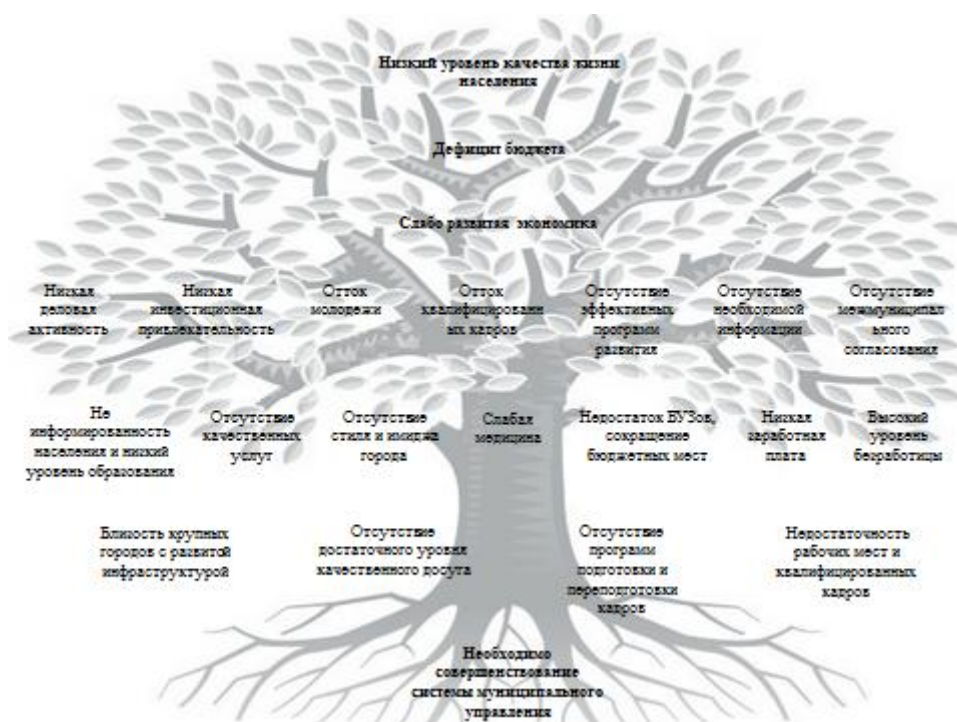 Низкий уровень качества жизни
населения
Дефицит бюджета
Слабо развитая экономика
Низкая
деловая
активность
Низкая
инвестиционная
привлекательность
Отток
молодежи
Отток
квалифицированн
ых кадров
Отсутствие
эффективных
программ
развития
Отсутствие
необходимой
информации
Отсутствие
межмуниципал
ьного
согласования
Не
информированность
населения и низкий
уровень образования
Отсутствие
качественных
услуг
Отсутствие
стиля и имиджа
города
Слабая
медицина
Недостаток ВУЗов,
сокращение
бюджетных мест
Низкая
заработная
плата
Высокий
уровень
безработицы
Близость крупных
городов с развитой
инфраструктурой
Отсутствие
достаточного уровня
качественного досуга
Отсутствие
программ
подготовки и
переподготовки
кадров
Недостаточность
рабочих мест и
квалифицированных
кадров
Необходимо
совершенствование
системы муниципального
управления